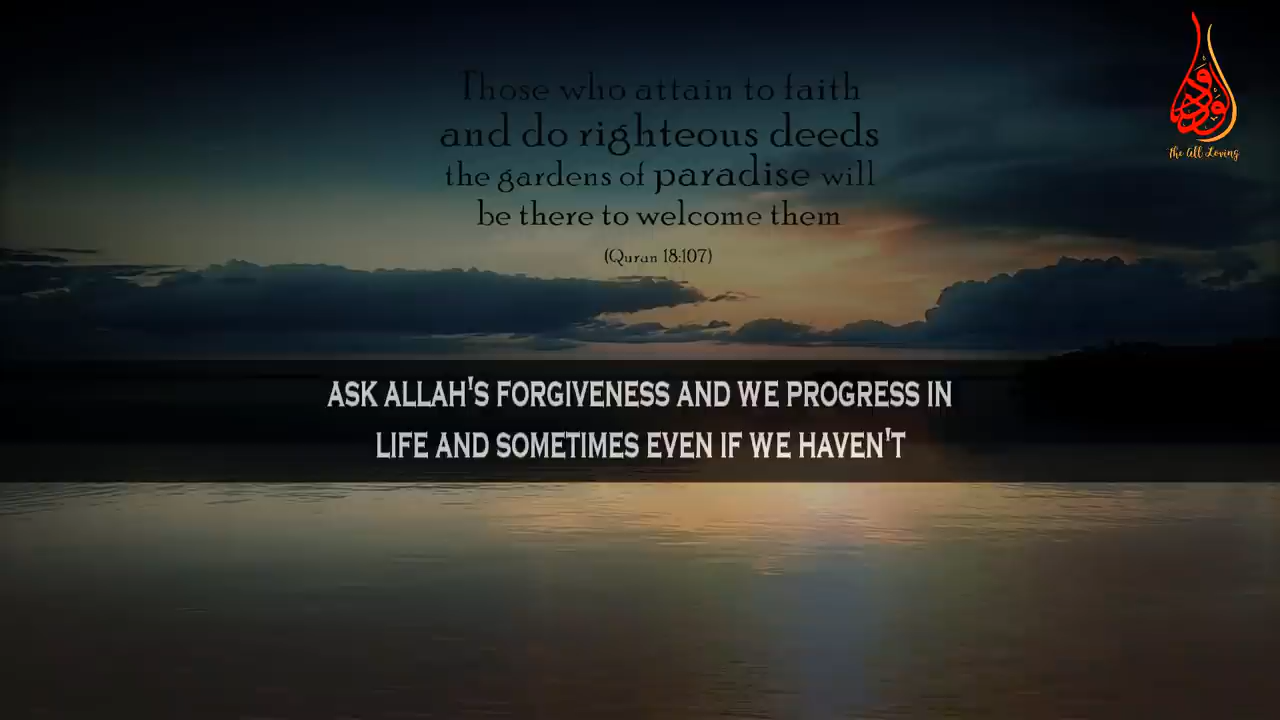 Those who attain to faith
and do righteous deeds
the gardens of paradise will
be there to welcome them
(Quran 18:107)
الودود
The All Loving
ASK ALLAH'S FORGIVENESS AND WE PROGRESS IN
LIFE AND SOMETIMES EVEN IF WE HAVEN'T